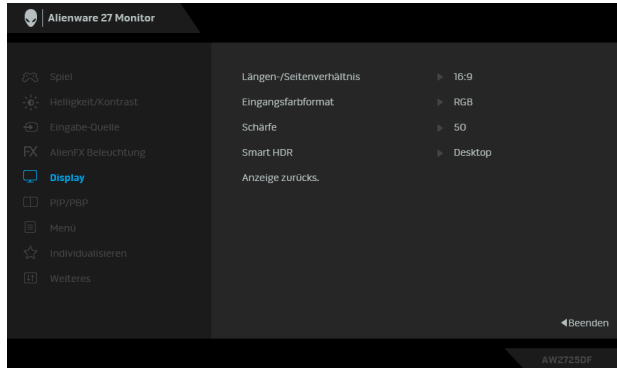 Alienware 27 Monitor
Spiel
Helligkeit/Kontrast
Eingabe-Quelle
FX AlienFX Beleuchtung
Display
PIP/PBP
Menü
Individualisieren
Weiteres
Längen-/Seitenverhältnis 16:9
Eingangsfarbformat RGB
Schärfe 50
Smart HDR Desktop
Anzeige zurücks.
Beenden
AW2725DF